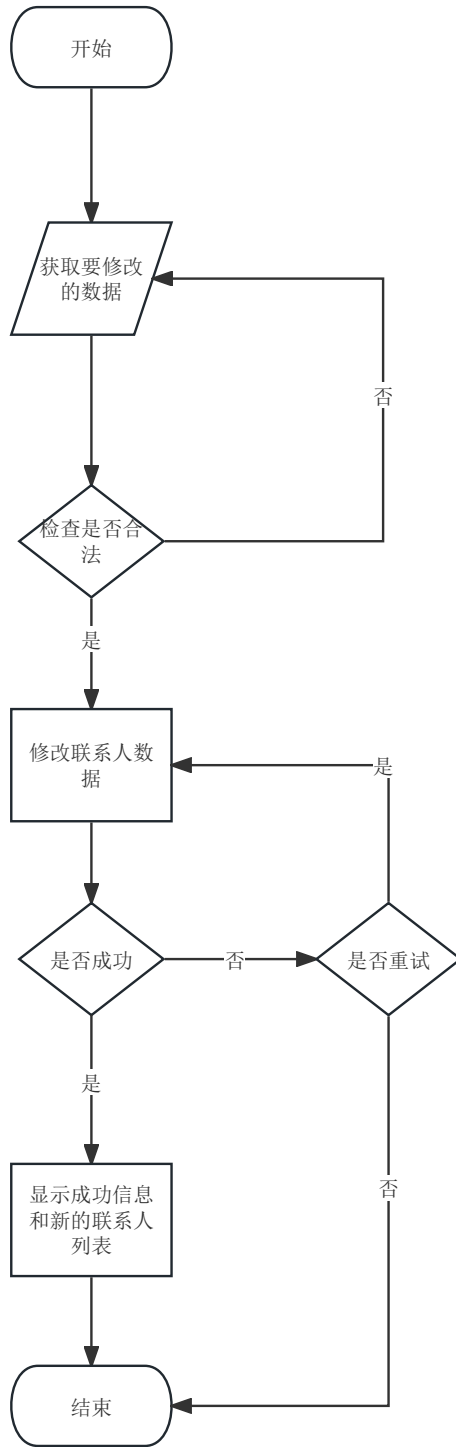 开始
获取要修改
的数据
否
检查是否合
法
是
修改联系人数
据
是
是否成功
否
是否重试
是
显示成功信息
和新的联系人
列表
否
结束